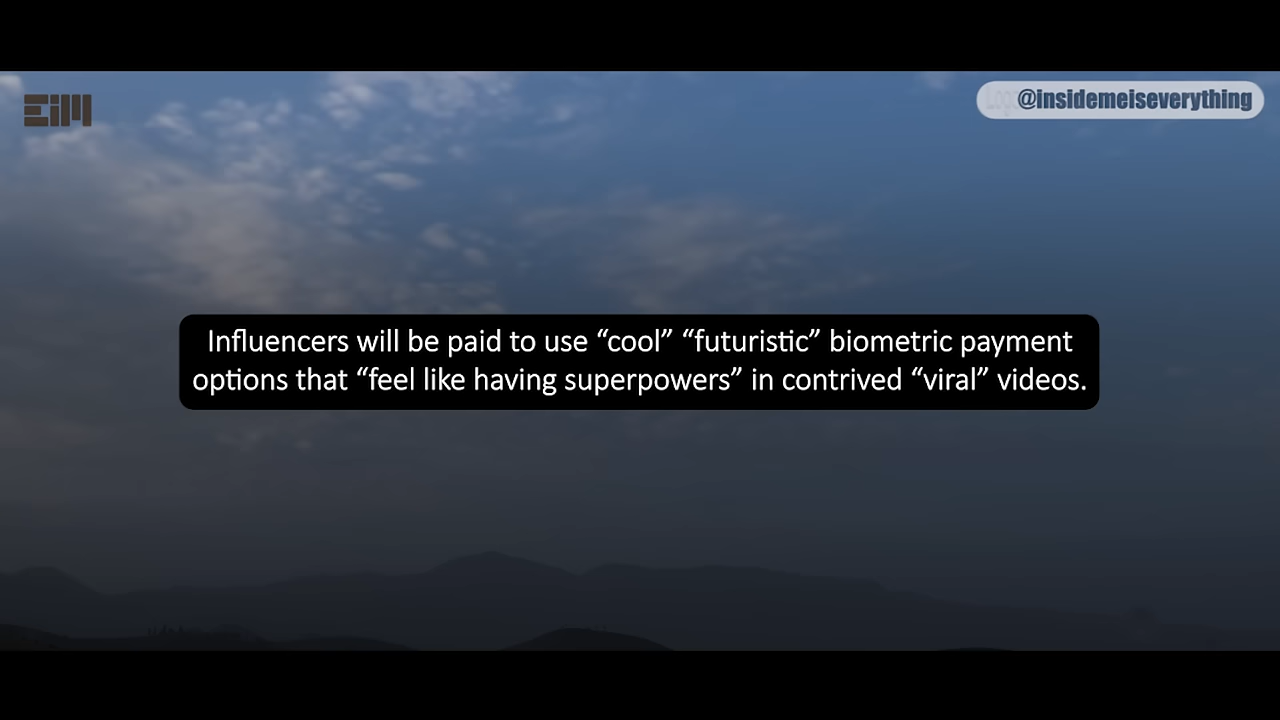 EiM
@insidemeiseverything
Influencers will be paid to use “cool” “futuristic” biometric payment
options that “feel like having superpowers” in contrived “viral” videos.